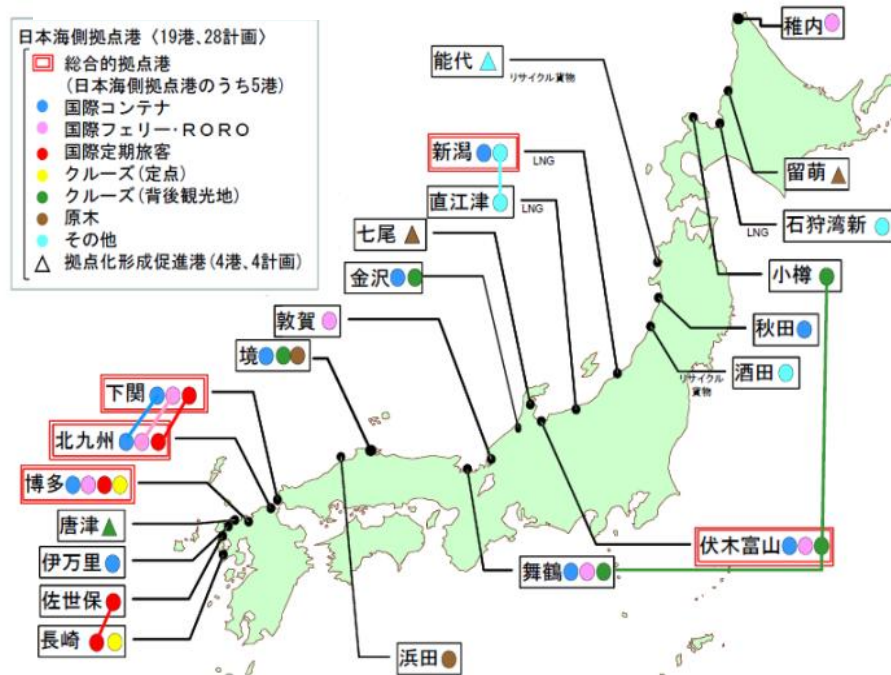 日本海側拠点港〈19港、28計画〉
総合的拠点港
(日本海側拠点港のうち5港)
国際コンテナ
国際フェリー・RORO
国際定期旅客
クルーズ(定点)
クルーズ(背後観光地)
原木
その他
拠点化形成促進港(4港、4計画)
稚内
能代
リサイクル貨物
新潟
LNG
直江津
LNG
留萌
七尾
石狩湾新
LNG
金沢
小樽
敦賀
秋田
境
酒田
リサイクル
貨物
下関
北九州
博多
唐津
伊万里
佐世保
長崎
舞鶴
伏木富山
浜田